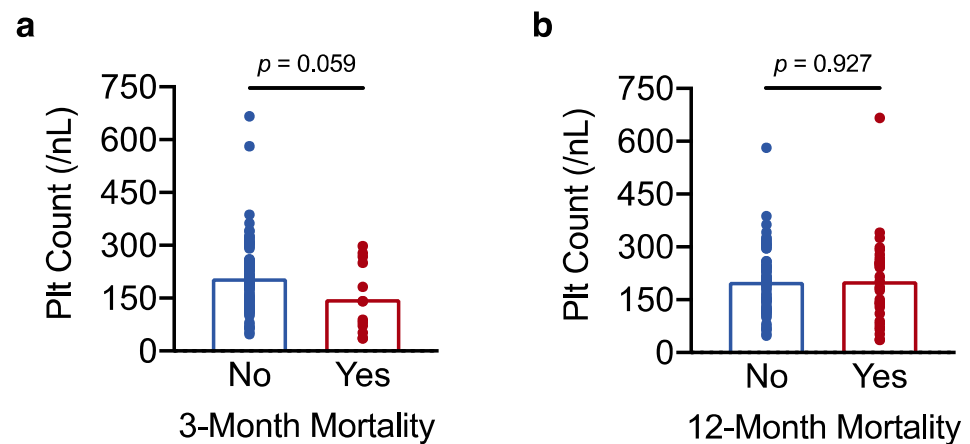 a
p = 0.059
Plt Count (/nL)
750
600
450
300
150
0
No Yes
3-Month Mortality
b
p = 0.927
Plt Count (/nL)
750
600
450
300
150
0
No Yes
12-Month Mortality